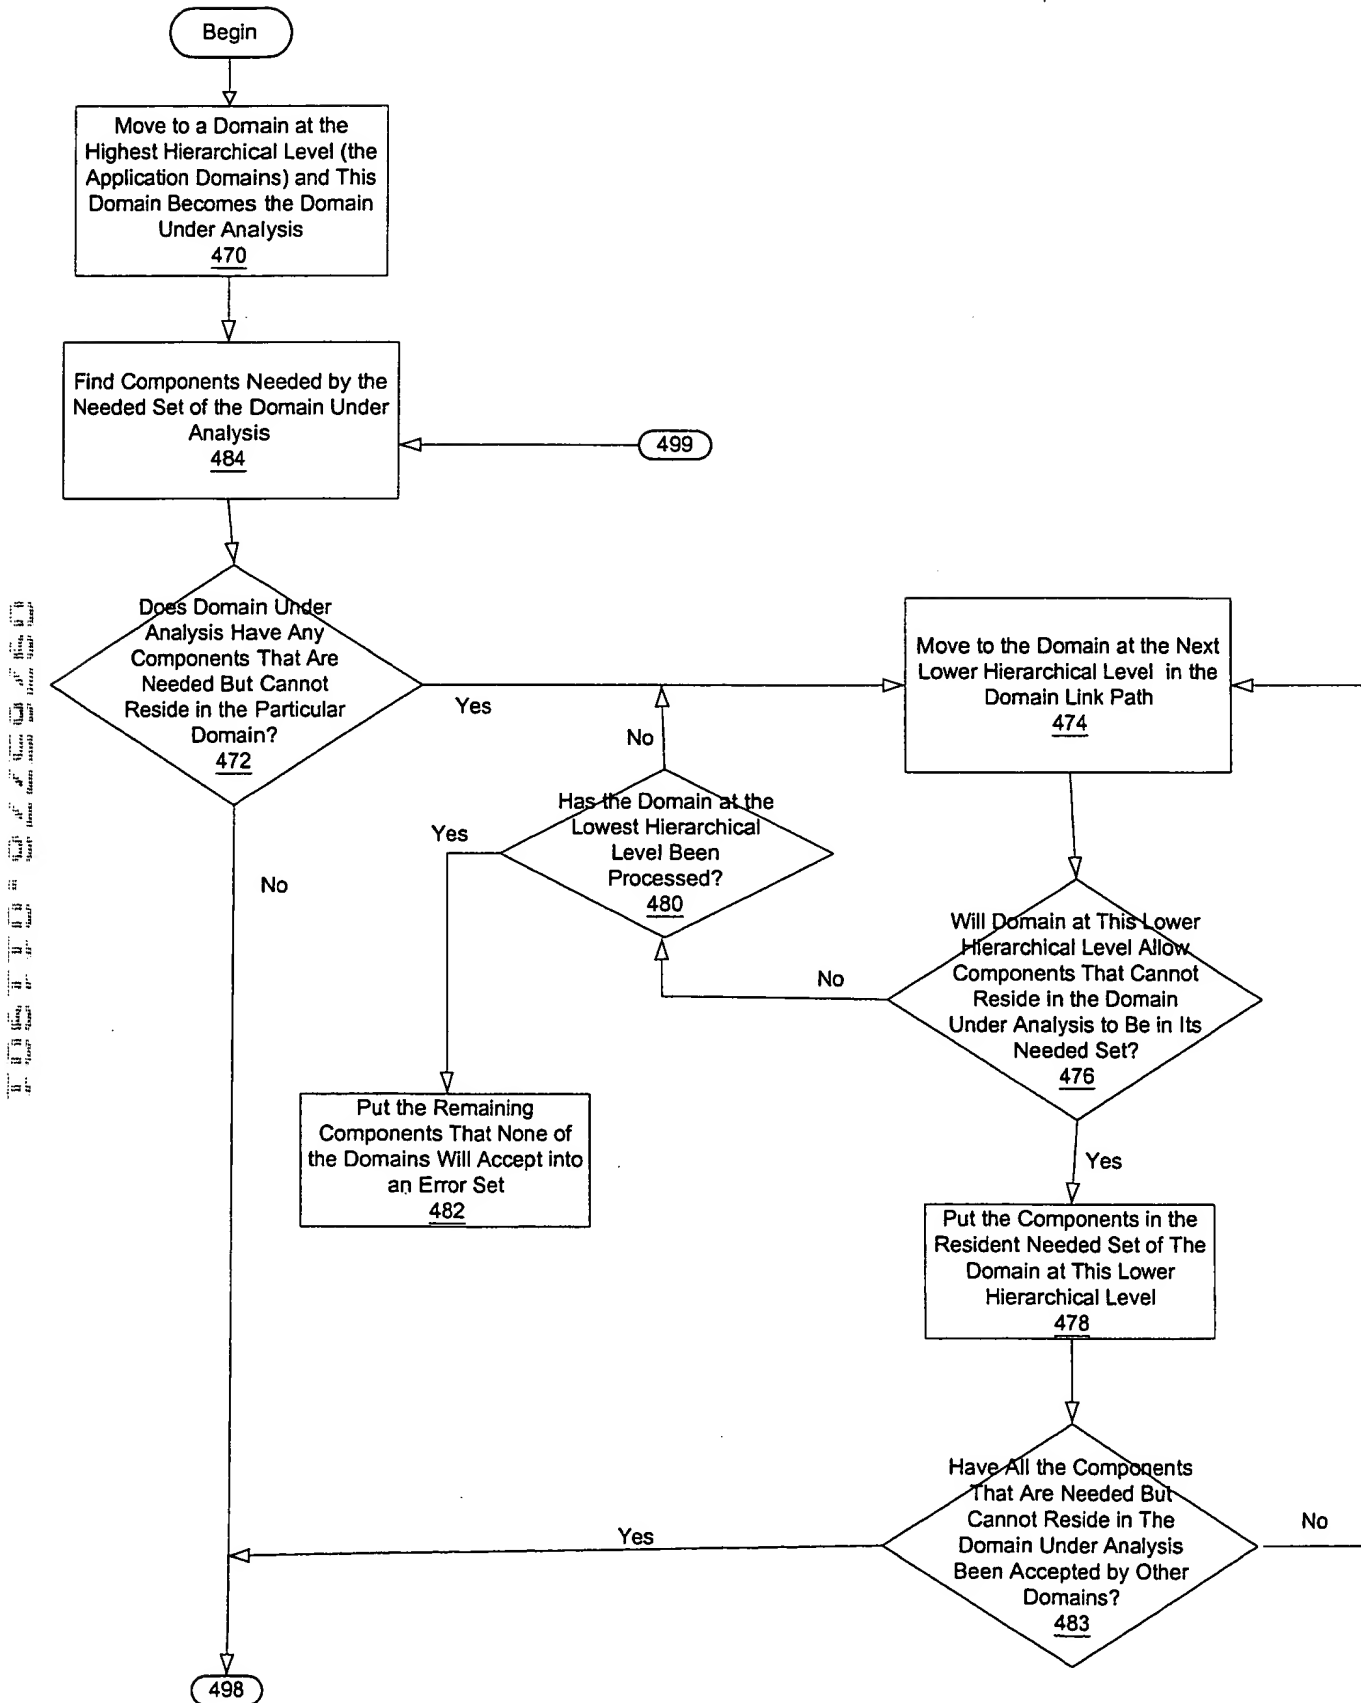 Begin
Move to a Domain at the
Highest Hierarchical Level (the
Application Domains) and This
Domain Becomes the Domain
Under Analysis
470
Find Components Needed by the
Needed Set of the Domain Under
Analysis
484
499
Does Domain Under
Analysis Have Any
Components That Are
Needed But Cannot
Reside in the Particular
Domain?
472
Yes
No
Move to the Domain at the Next
Lower Hierarchical Level in the
Domain Link Path
474
No
Has the Domain at the
Lowest Hierarchical
Level Been
Processed?
480
Yes
Will Domain at This Lower
Hierarchical Level Allow
Components That Cannot
Reside in the Domain
Under Analysis to Be in Its
Needed Set?
476
No
Put the Remaining
Components That None of
the Domains Will Accept into
an Error Set
482
Yes
Put the Components in the
Resident Needed Set of The
Domain at This Lower
Hierarchical Level
478
Have All the Components
That Are Needed But
Cannot Reside in The
Domain Under Analysis
Been Accepted by Other
Domains?
483
No
Yes
498